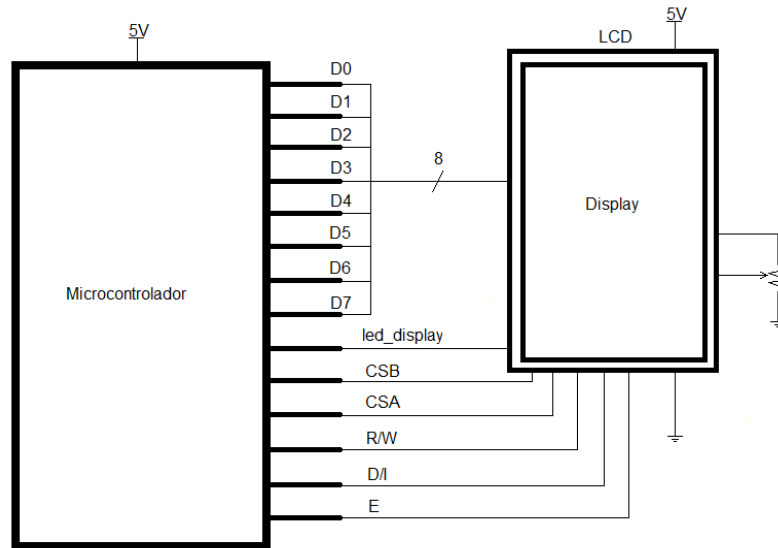 5V
LCD
5V
D0
D1
D2
D3
8
D4
D5
D6
D7
Microcontrolador
Display
led_display
CSB
CSA
R/W
D/I
E